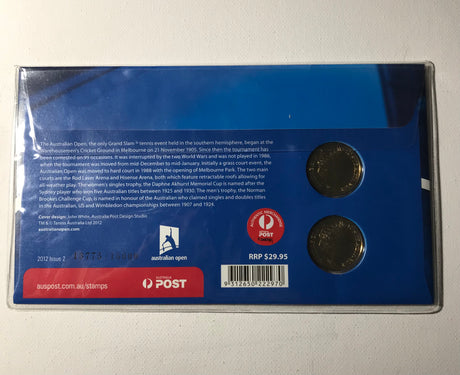 The Australian Open, the only Grand Slam™ tennis event held in the southern hemisphere, began at the
Warehousemen's Cricket Ground in Melbourne on 21 November 1905. Since then the tournament has
been contested on 99 occasions. It was interrupted by the two World Wars and was not played in 1986,
when the tournament was moved from mid-December to mid-January. Initially a grass court event, the
Australian Open was moved to hard court in 1988 with the opening of Melbourne Park. The two main
courts are the Rod Laver Arena and Hisense Arena, both which feature retractable roofs allowing for
all-weather play. The women's singles trophy, the Daphne Akhurst Memorial Cup is named after the
Sydney player who won five Australian titles between 1925 and 1930. The men's trophy, the Norman
Brookes Challenge Cup, is named in honour of the Australian who claimed singles and doubles titles
in the Australian, US and Wimbledon championships between 1907 and 1924.
Cover design: John White, Australia Post Design Studio
TM & © Tennis Australia Ltd 2012
australianopen.com
2012 Issue 2
australian open
AUSTRALIA
POST
RRP $29.95
9 312650 222970
auspost.com.au/stamps
AUSTRALIA
POST